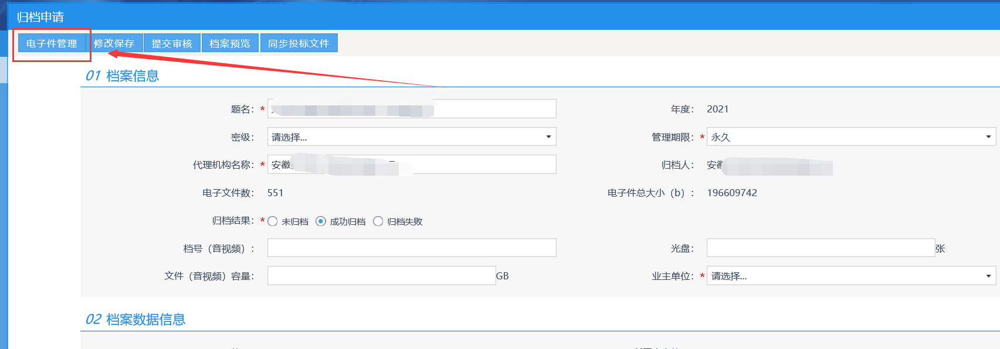 归档申请
电子件管理 修改保存 提交审核 档案预览 同步投标文件
01 档案信息
题名：* 年度： 2021
密级： 请选择... 管理期限：* 永久
代理机构名称：* 安徽 归档人： 安徽
电子文件数： 551 电子件总大小（b）： 196609742
归档结果：* 未归档 成功归档 归档失败
档号（音视频）： 光盘： 张
文件（音视频）容量： GB 业主单位：* 请选择...
02 档案数据信息